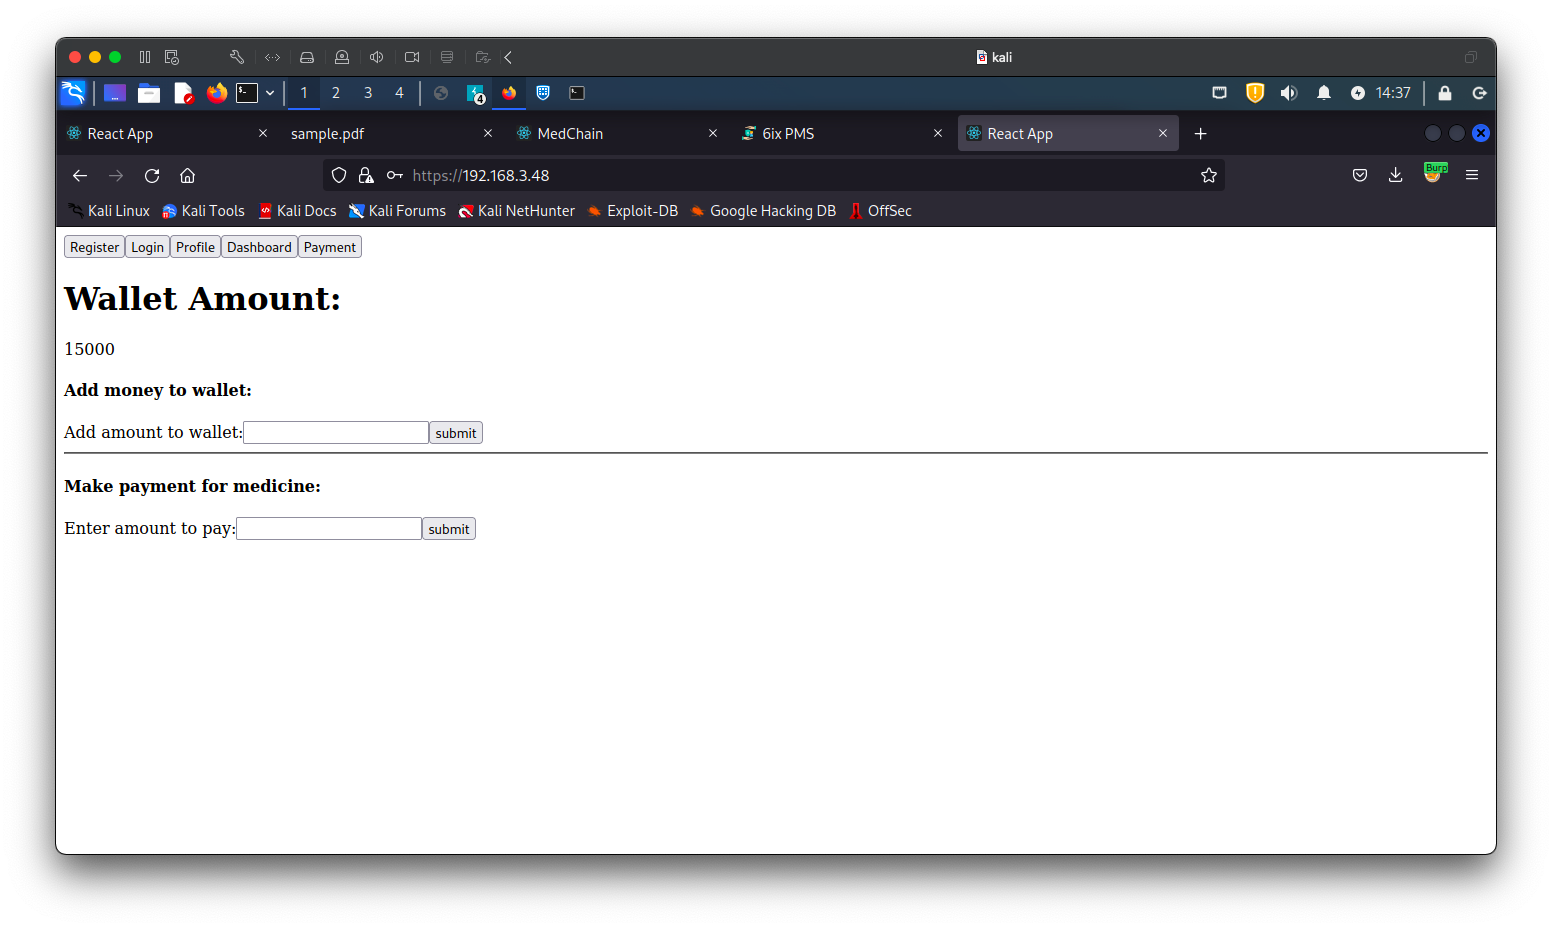 kali
1 2 3 4 4 14:37
React App sample.pdf MedChain 6ix PMS React App
https://192.168.3.48 Burp
Kali Linux Kali Tools Kali Docs Kali Forums Kali NetHunter Exploit-DB Google Hacking DB OffSec
Register Login Profile Dashboard Payment
Wallet Amount:
15000
Add money to wallet:
Add amount to wallet: submit
Make payment for medicine:
Enter amount to pay: submit